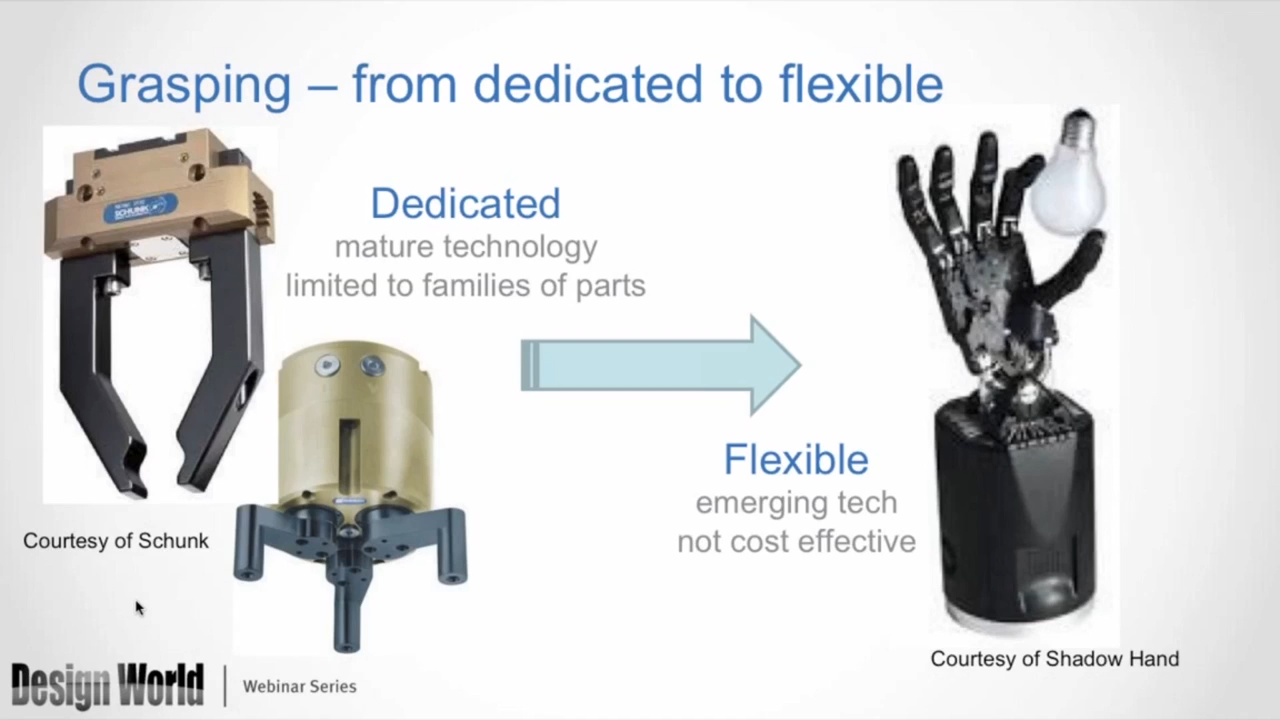 Grasping – from dedicated to flexible
SCHUNK
Dedicated
mature technology
limited to families of parts
Flexible
emerging tech
not cost effective
Courtesy of Schunk
Courtesy of Shadow Hand
Design World
Webinar Series